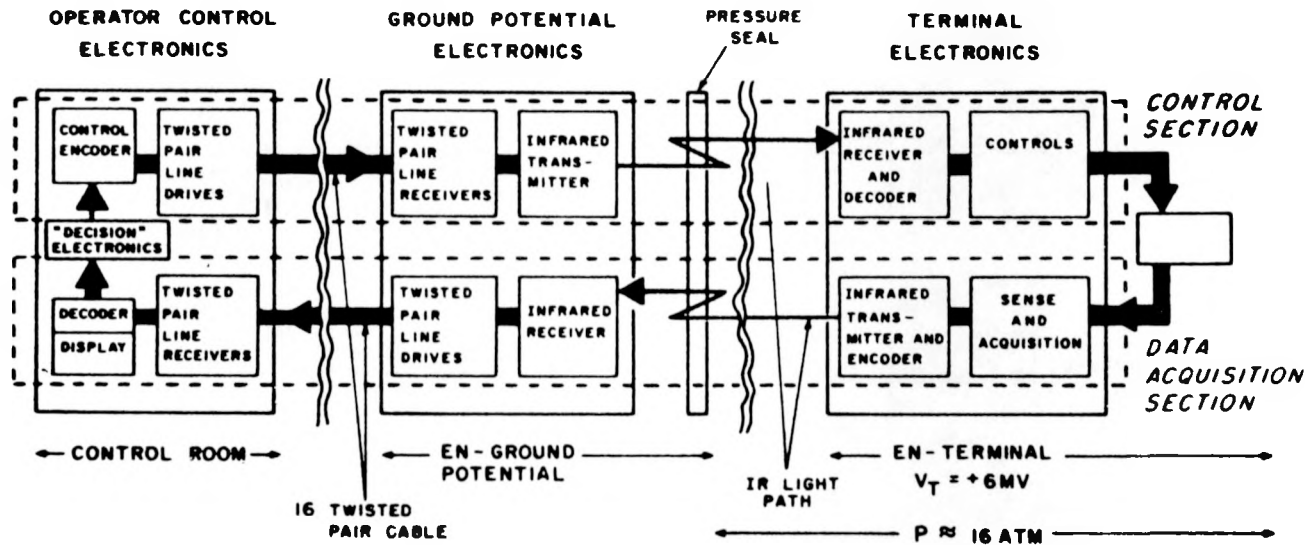 OPERATOR CONTROL
ELECTRONICS
GROUND POTENTIAL
ELECTRONICS
PRESSURE
SEAL
TERMINAL
ELECTRONICS
CONTROL
ENCODER
TWISTED
PAIR
LINE
DRIVES
TWISTED
PAIR
LINE
RECEIVERS
INFRARED
TRANS-
MITTER
INFRARED
RECEIVER
AND
DECODER
CONTROLS
CONTROL
SECTION
"DECISION"
ELECTRONICS
DECODER
DISPLAY
TWISTED
PAIR
LINE
RECEIVERS
TWISTED
PAIR
LINE
DRIVES
INFRARED
RECEIVER
INFRARED
TRANS-
MITTER AND
ENCODER
SENSE
AND
ACQUISITION
DATA
ACQUISITION
SECTION
CONTROL ROOM
EN-GROUND
POTENTIAL
EN-TERMINAL
V_T = +6MV
16 TWISTED
PAIR CABLE
IR LIGHT
PATH
P ≈ 16 ATM